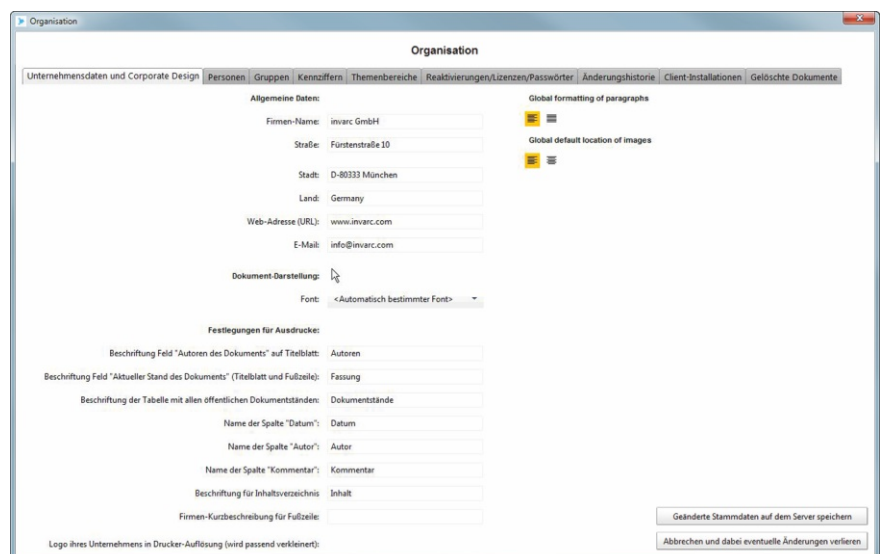 Organisation
Organisation
Unternehmensdaten und Corporate Design Personen Gruppen Kennziffern Themenbereiche Reaktivierungen/Lizenzen/Passwörter Änderungshistorie Client-Installationen Gelöschte Dokumente
Allgemeine Daten:
Firmen-Name: invarc GmbH
Straße: Fürstenstraße 10
Stadt: D-80333 München
Land: Germany
Web-Adresse (URL): www.invarc.com
E-Mail: info@invarc.com
Dokument-Darstellung:
Font: <Automatisch bestimmter Font>
Festlegungen für Ausdrucke:
Beschriftung Feld "Autoren des Dokuments" auf Titelblatt: Autoren
Beschriftung Feld "Aktueller Stand des Dokuments" (Titelblatt und Fußzeile): Fassung
Beschriftung der Tabelle mit allen öffentlichen Dokumentständen: Dokumentstände
Name der Spalte "Datum": Datum
Name der Spalte "Autor": Autor
Name der Spalte "Kommentar": Kommentar
Beschriftung für Inhaltsverzeichnis Inhalt
Firmen-Kurzbeschreibung für Fußzeile:
Logo ihres Unternehmens in Drucker-Auflösung (wird passend verkleinert):
Global formatting of paragraphs
Global default location of images
Geänderte Stammdaten auf dem Server speichern
Abbrechen und dabei eventuelle Änderungen verlieren